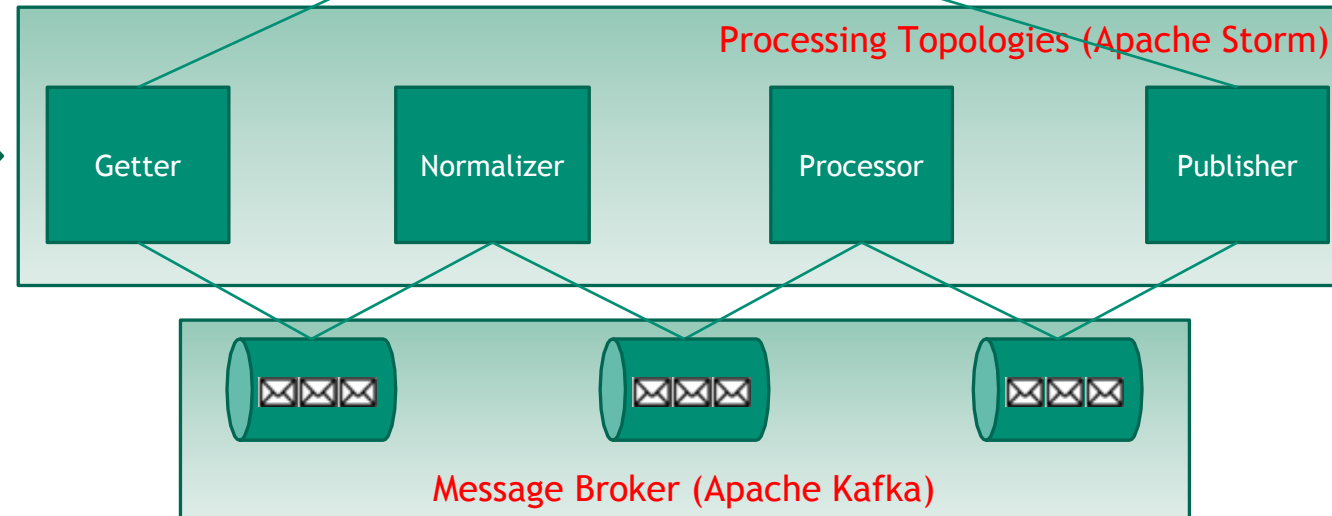 Processing Topologies (Apache Storm)
Getter
Normalizer
Processor
Publisher
Message Broker (Apache Kafka)